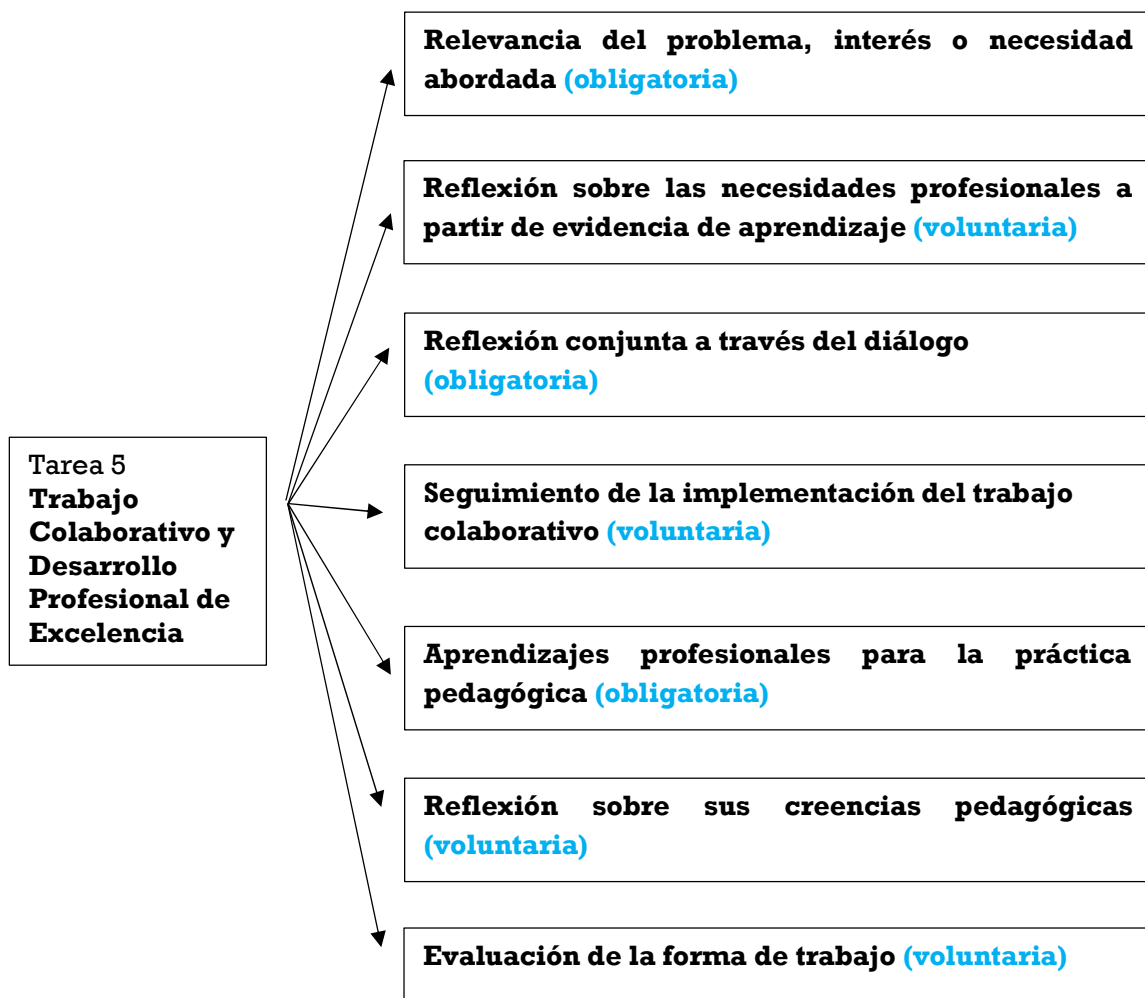 Relevancia del problema, interés o necesidad
abordada (obligatoria)
Reflexión sobre las necesidades profesionales a
partir de evidencia de aprendizaje (voluntaria)
Reflexión conjunta a través del diálogo
(obligatoria)
Tarea 5
Trabajo
Colaborativo y
Desarrollo
Profesional de
Excelencia
Seguimiento de la implementación del trabajo
colaborativo (voluntaria)
Aprendizajes profesionales para la práctica
pedagógica (obligatoria)
Reflexión sobre sus creencias pedagógicas
(voluntaria)
Evaluación de la forma de trabajo (voluntaria)